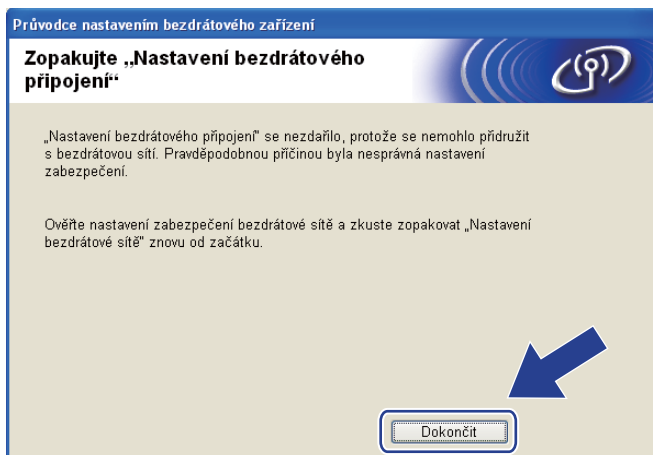 Průvodce nastavením bezdrátového zařízení
Zopakujte „Nastavení bezdrátového
připojení“
„Nastavení bezdrátového připojení“ se nezdařilo, protože se nemohlo přidružit
s bezdrátovou sítí. Pravděpodobnou příčinou byla nesprávná nastavení
zabezpečení.
Ověřte nastavení zabezpečení bezdrátové sítě a zkuste zopakovat „Nastavení
bezdrátové sítě“ znovu od začátku.
Dokončit